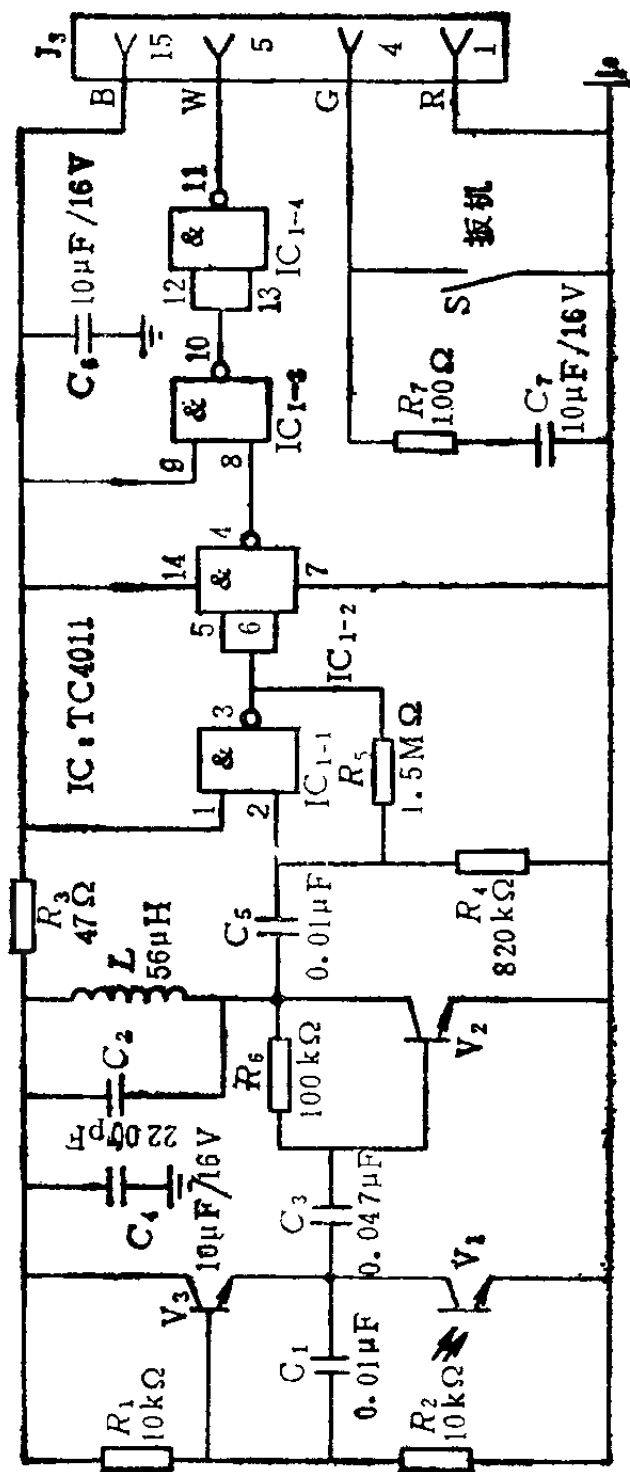 R₁
10kΩ
R₂
10kΩ
C₁
0.01μF
V₃
V₁
C₄
10μF/16V
2200pF
C₂
L
56μH
C₃
0.047μF
R₆
100kΩ
V₂
R₃
47Ω
C₅
0.01μF
R₄
820kΩ
R₅
1.5MΩ
IC:TC4011
1
2
&
3
IC₁₋₁
IC₁₋₂
5
6
14
&
4
7
9
8
&
10
12
13
&
11
IC₁₋₄
10μF/16V
R₇
100Ω
C₇
10μF/16V
S
扳机
B
W
G
R
J₃
15
5
4
1